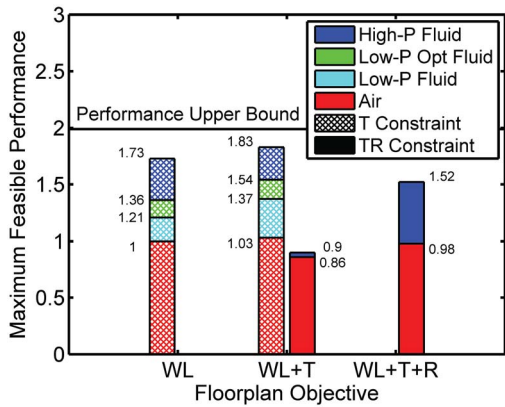 Maximum Feasible Performance
3
2.5
2
1.5
1
0.5
0
High-P Fluid
Low-P Opt Fluid
Low-P Fluid
Air
T Constraint
TR Constraint
Performance Upper Bound
1.73
1.36
1.21
1
1.83
1.54
1.37
1.03
0.9
0.86
1.52
0.98
WL
WL+T
WL+T+R
Floorplan Objective